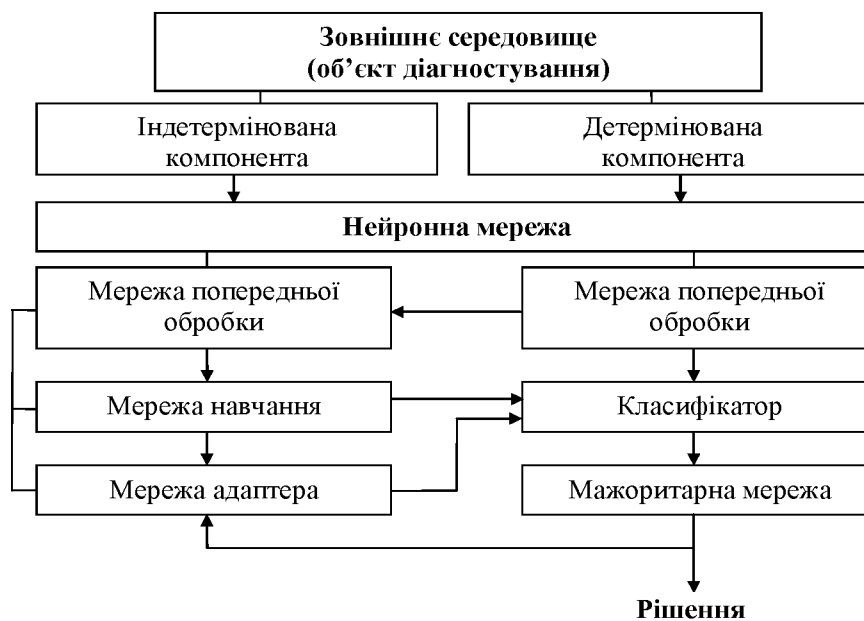 Зовнішнє середовище
(об’єкт діагностування)
Індетермінована
компонента
Детермінована
компонента
Нейронна мережа
Мережа попередньої
обробки
Мережа попередньої
обробки
Мережа навчання
Класифікатор
Мережа адаптера
Мажоритарна мережа
Рішення